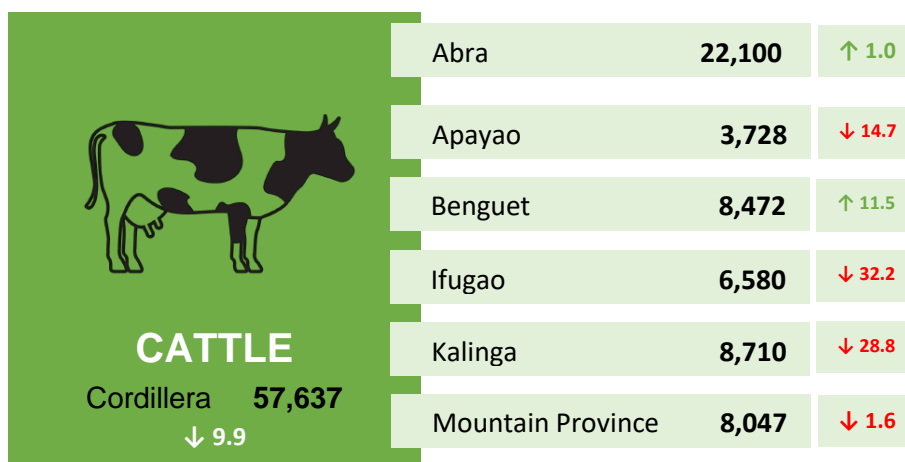 Abra 22,100 ↑ 1.0
Apayao 3,728 ↓ 14.7
Benguet 8,472 ↑ 11.5
Ifugao 6,580 ↓ 32.2
Kalinga 8,710 ↓ 28.8
Mountain Province 8,047 ↓ 1.6
CATTLE
Cordillera 57,637
↓ 9.9